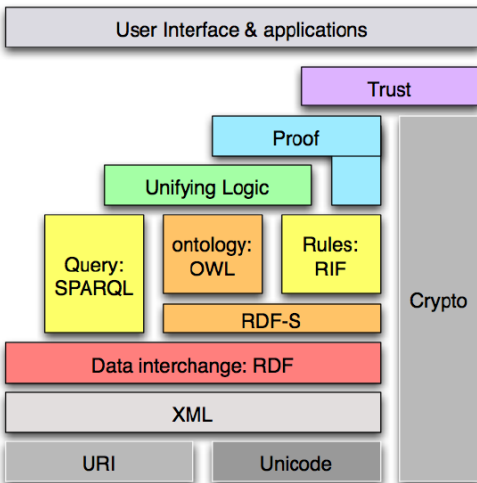 User Interface & applications
Trust
Proof
Unifying Logic
Query:
SPARQL
ontology:
OWL
Rules:
RIF
Crypto
RDF-S
Data interchange: RDF
XML
URI
Unicode